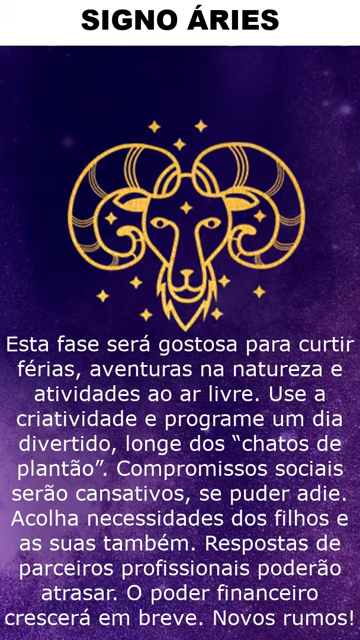 SIGNO ÁRIES
Esta fase será gostosa para curtir
férias, aventuras na natureza e
atividades ao ar livre. Use a
criatividade e programe um dia
divertido, longe dos “chatos de
plantão”. Compromissos sociais
serão cansativos, se puder adie.
Acolha necessidades dos filhos e
as suas também. Respostas de
parceiros profissionais poderão
atrasar. O poder financeiro
crescerá em breve. Novos rumos!